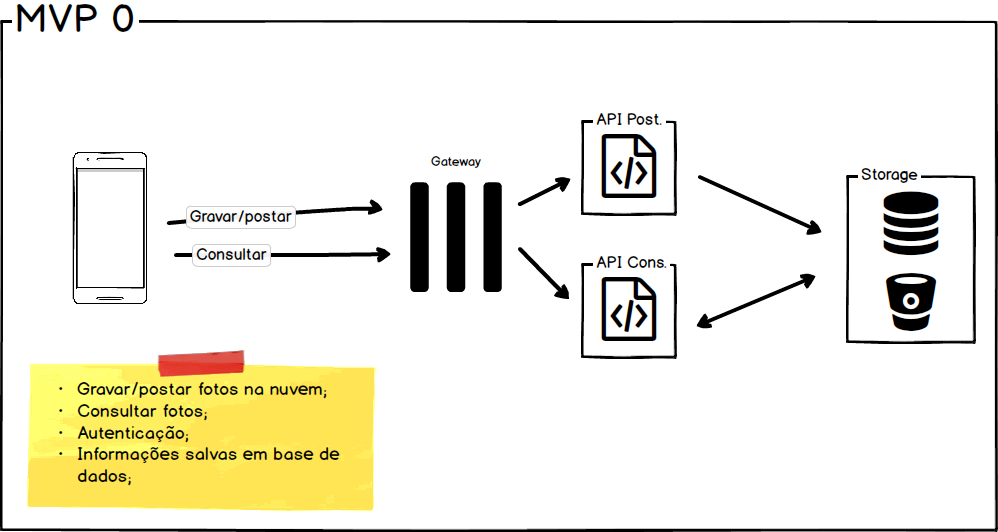 MVP 0
API Post.
Gateway
Storage
Gravar/postar
Consultar
API Cons.
</>
</>
· Gravar/postar fotos na nuvem;
· Consultar fotos;
· Autenticação;
· Informações salvas em base de
dados;